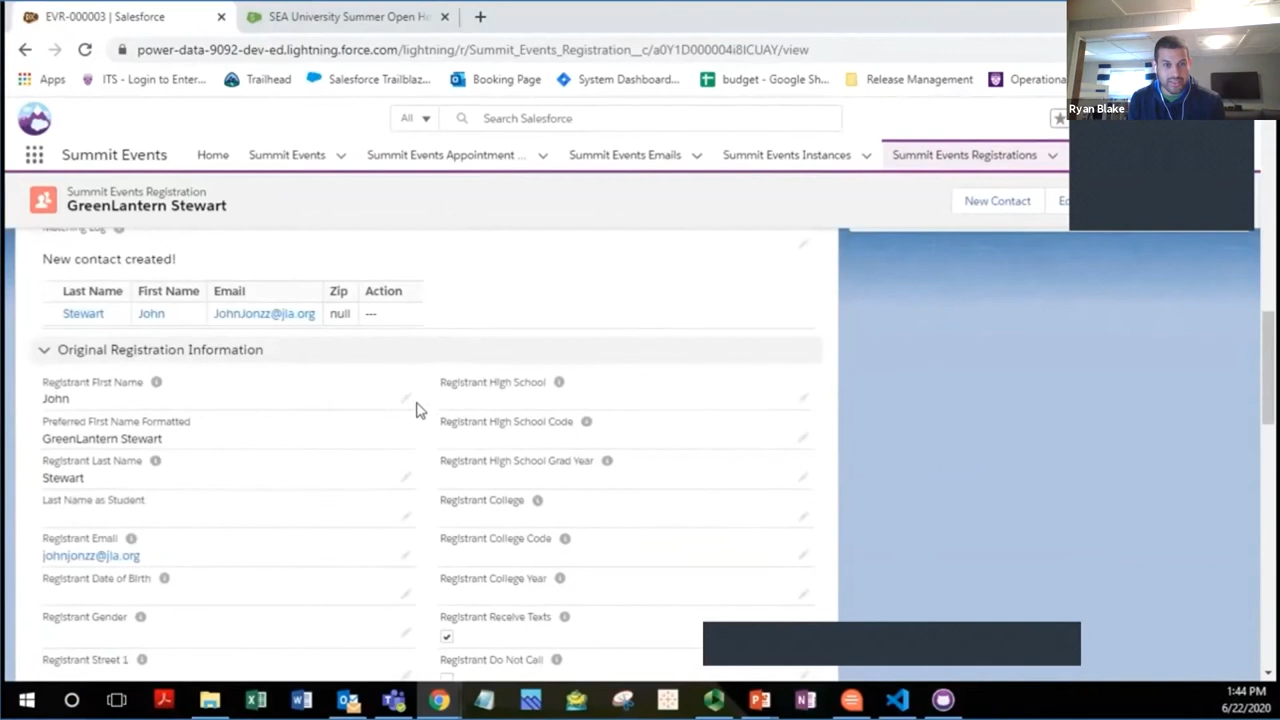 EVR-000003 | Salesforce
SEA University Summer Open Ho
power-data-9092-dev-ed.lightning.force.com/lightning/r/Summit_Events_Registration__c/a0Y1D000004i8ICUAY/view
Apps ITS - Login to Enter... Trailhead Salesforce Trailblaz... Booking Page System Dashboard... budget - Google Sh... Release Management Operationa
Ryan Blake
All Search Salesforce
Summit Events Home Summit Events Summit Events Appointment ... Summit Events Emails Summit Events Instances Summit Events Registrations
Summit Events Registration
GreenLantern Stewart
New Contact Ed
Matching Log
New contact created!
Last Name First Name Email Zip Action
Stewart John JohnJonzz@jla.org null ---
Original Registration Information
Registrant First Name
John
Registrant High School
Preferred First Name Formatted
GreenLantern Stewart
Registrant High School Code
Registrant Last Name
Stewart
Registrant High School Grad Year
Last Name as Student
Registrant College
Registrant Email
johnjonzz@jla.org
Registrant College Code
Registrant Date of Birth
Registrant College Year
Registrant Gender
Registrant Receive Texts
Registrant Street 1
Registrant Do Not Call
1:44 PM
6/22/2020